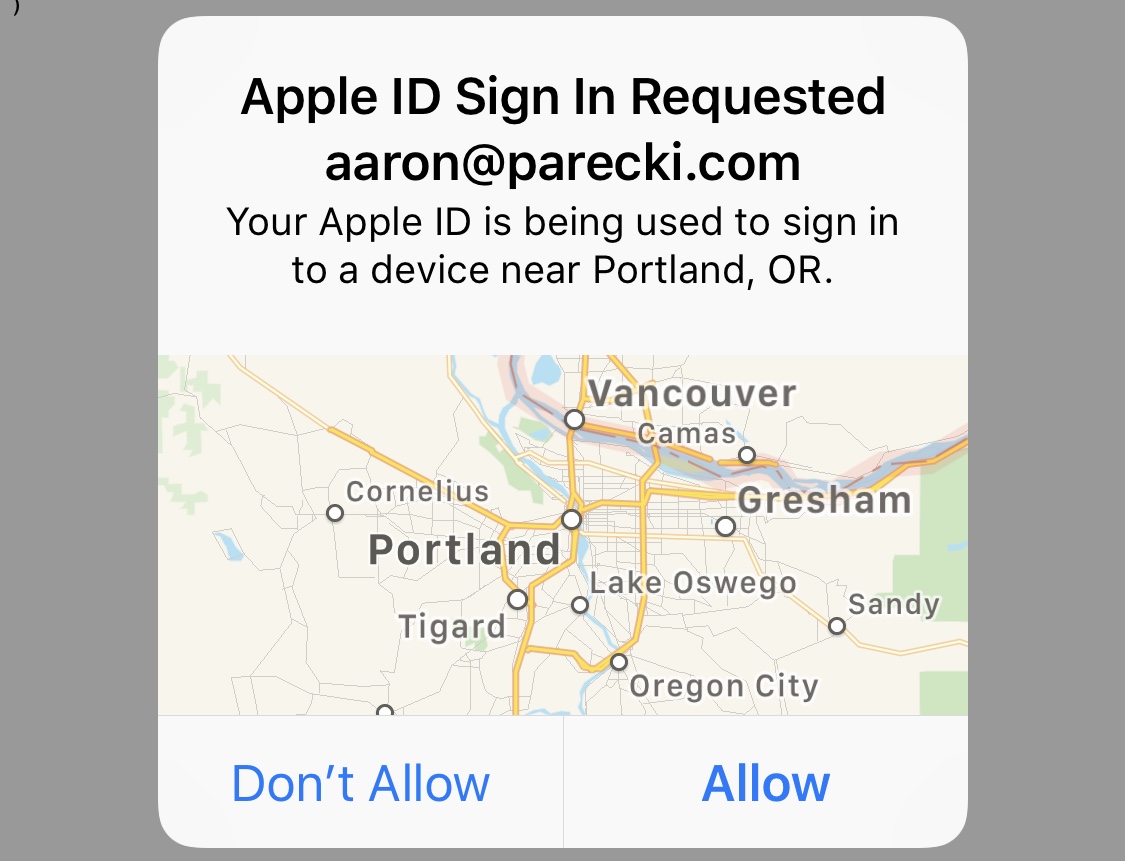 )
Apple ID Sign In Requested
aaron@parecki.com
Your Apple ID is being used to sign in
to a device near Portland, OR.
Vancouver
Camas
Cornelius
Gresham
Portland
Lake Oswego
Sandy
Tigard
Oregon City
Don’t Allow
Allow